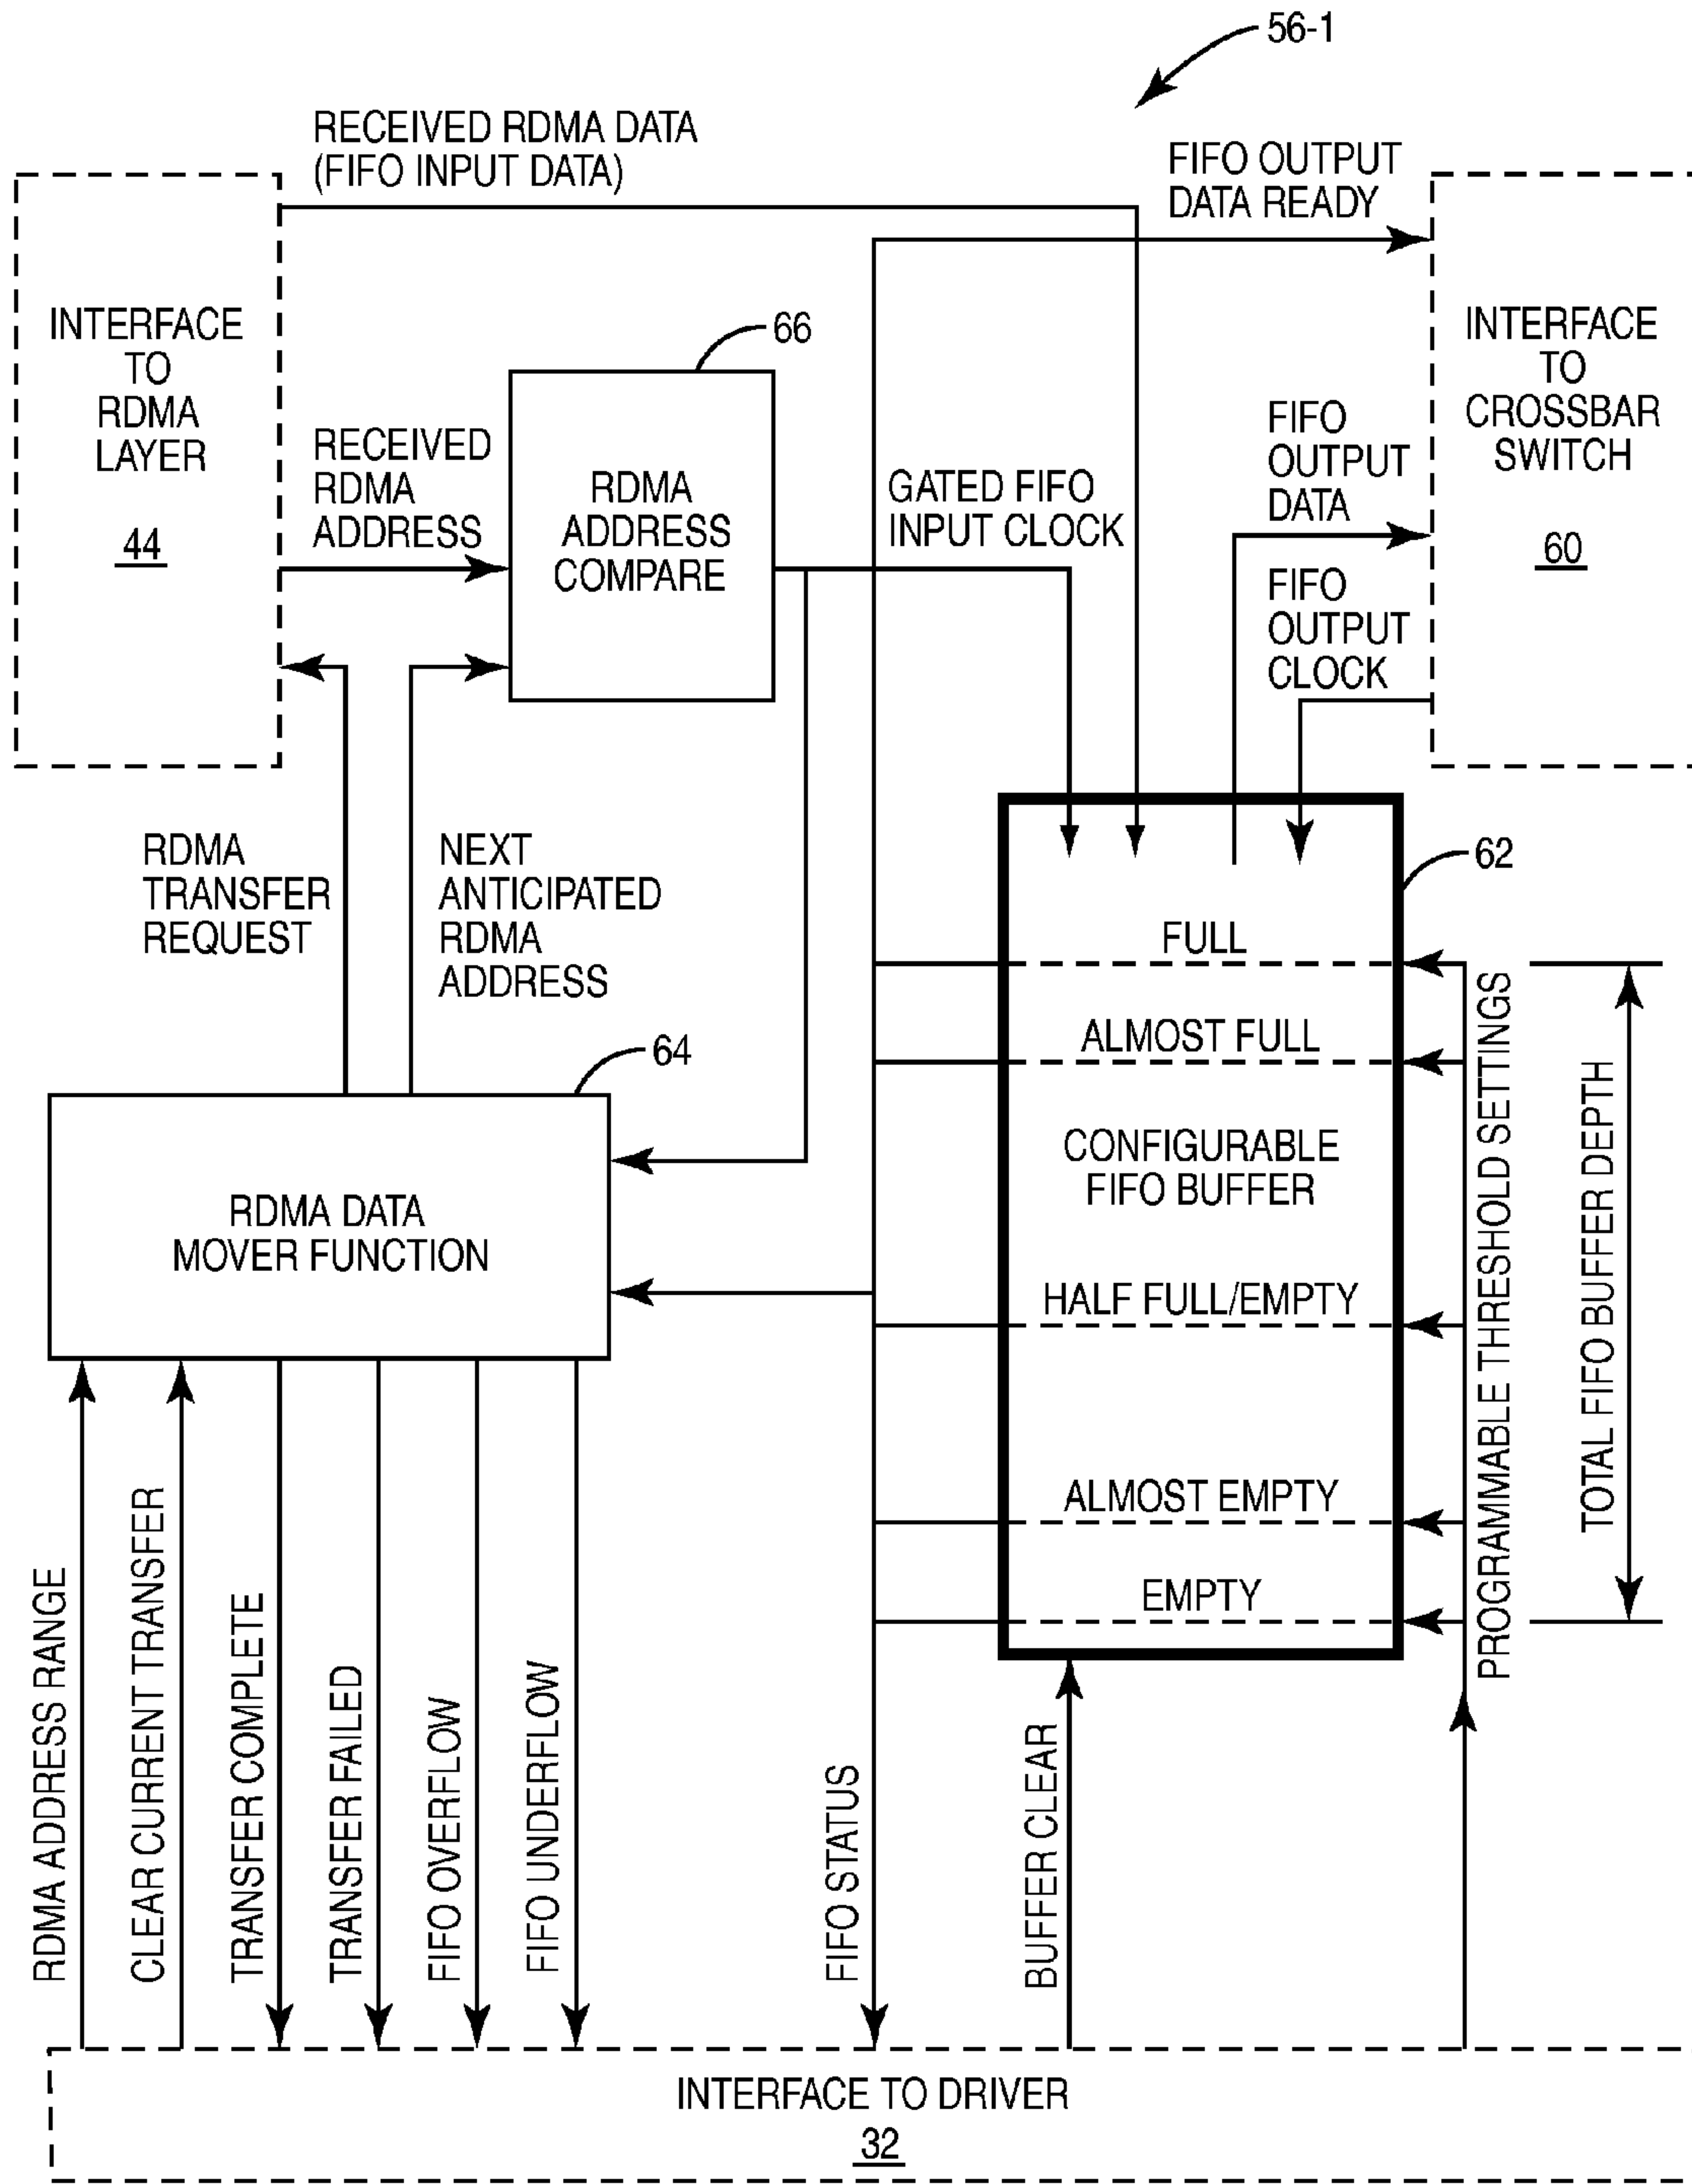 56-1
RECEIVED RDMA DATA
(FIFO INPUT DATA)
FIFO OUTPUT
DATA READY
INTERFACE
TO
RDMA
LAYER
44
66
INTERFACE
TO
CROSSBAR
SWITCH
60
RECEIVED
RDMA
ADDRESS
RDMA
ADDRESS
COMPARE
GATED FIFO
INPUT CLOCK
FIFO
OUTPUT
DATA
FIFO
OUTPUT
CLOCK
RDMA
TRANSFER
REQUEST
NEXT
ANTICIPATED
RDMA
ADDRESS
62
FULL
ALMOST FULL
CONFIGURABLE
FIFO BUFFER
HALF FULL/EMPTY
ALMOST EMPTY
EMPTY
PROGRAMMABLE THRESHOLD SETTINGS
TOTAL FIFO BUFFER DEPTH
64
RDMA DATA
MOVER FUNCTION
RDMA ADDRESS RANGE
CLEAR CURRENT TRANSFER
TRANSFER COMPLETE
TRANSFER FAILED
FIFO OVERFLOW
FIFO UNDERFLOW
FIFO STATUS
BUFFER CLEAR
INTERFACE TO DRIVER
32